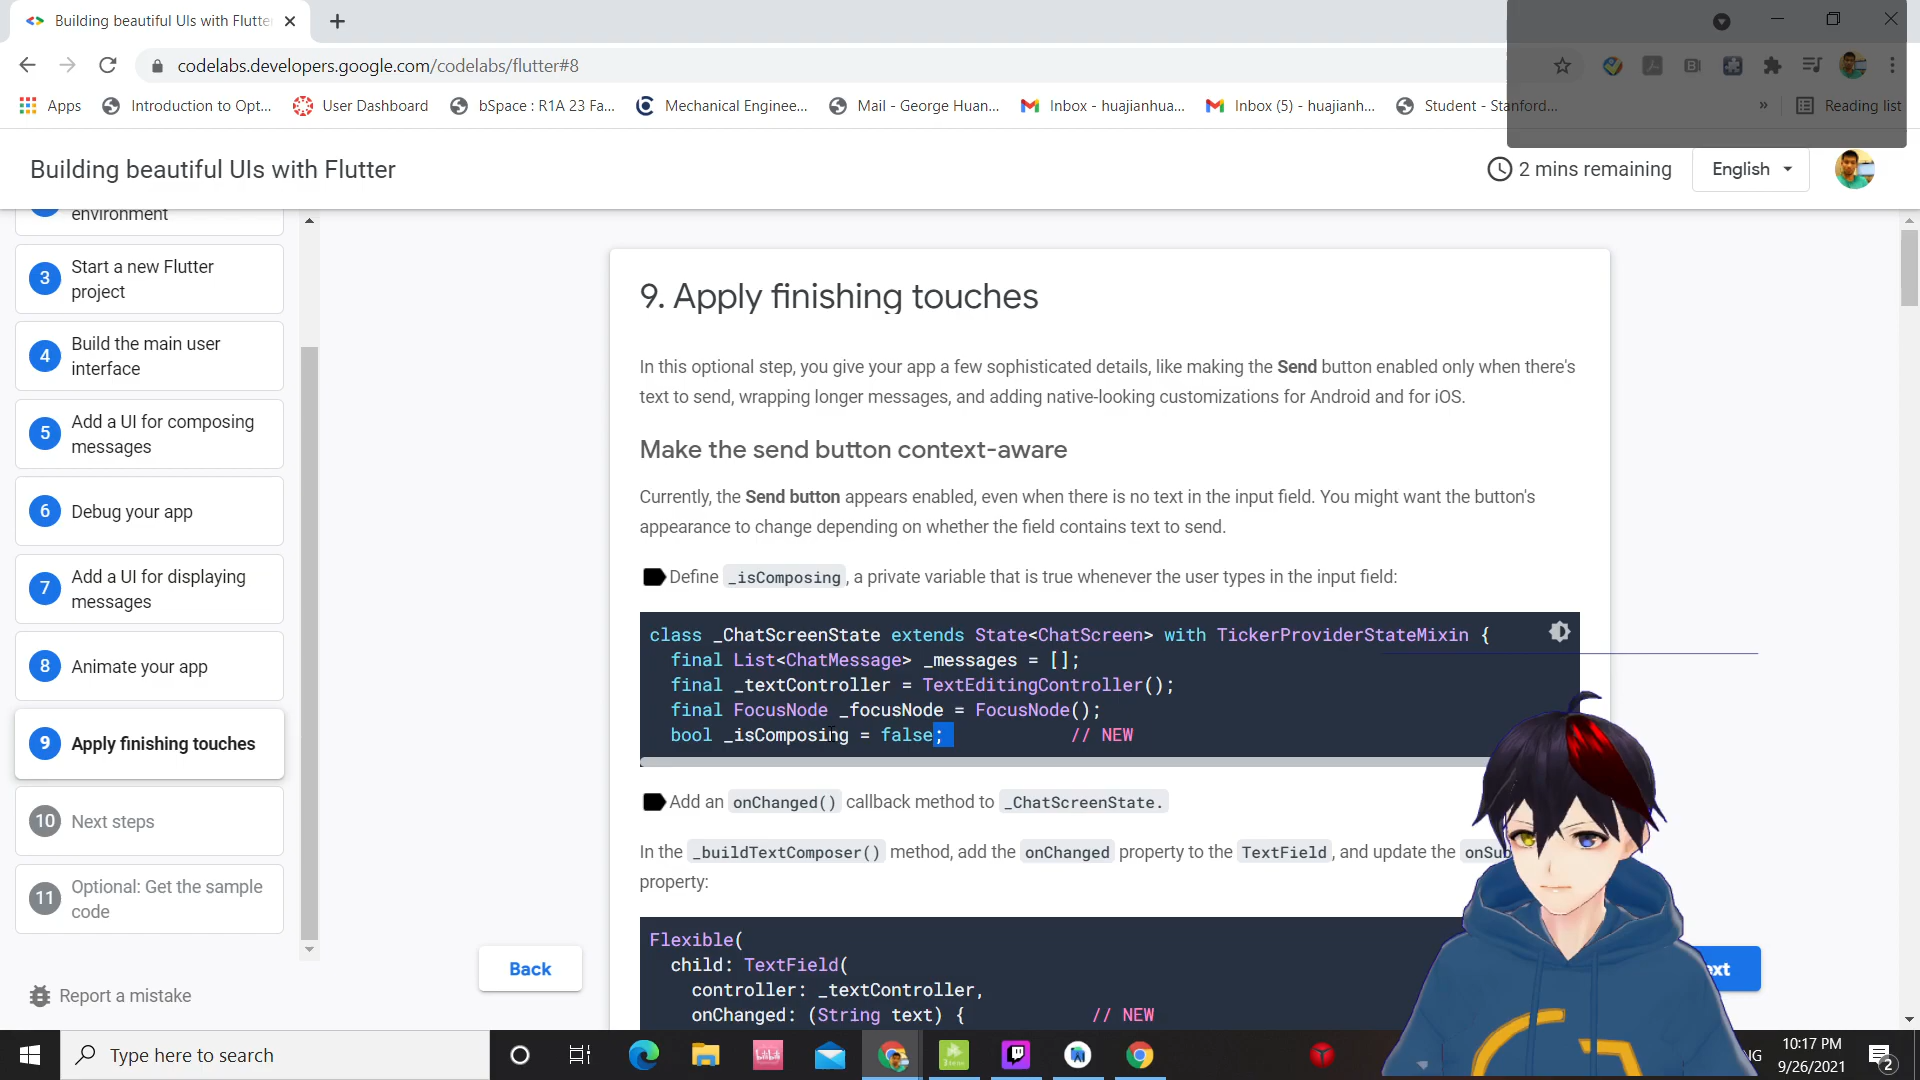 Building beautiful UIs with Flutte
codelabs.developers.google.com/codelabs/flutter#8
Apps
Introduction to Opt...
User Dashboard
bSpace : R1A 23 Fa...
Mechanical Enginee...
Mail - George Huan...
Inbox - huajianhua...
Inbox (5) - huajianh...
Student - Stanford...
»
Reading list
Building beautiful UIs with Flutter
2 mins remaining
English
environment
3
Start a new Flutter
project
4
Build the main user
interface
5
Add a UI for composing
messages
6
Debug your app
7
Add a UI for displaying
messages
8
Animate your app
9
Apply finishing touches
10
Next steps
11
Optional: Get the sample
code
Report a mistake
9. Apply finishing touches
In this optional step, you give your app a few sophisticated details, like making the Send button enabled only when there's
text to send, wrapping longer messages, and adding native-looking customizations for Android and for iOS.
Make the send button context-aware
Currently, the Send button appears enabled, even when there is no text in the input field. You might want the button's
appearance to change depending on whether the field contains text to send.
Define _isComposing, a private variable that is true whenever the user types in the input field:
class _ChatScreenState extends State<ChatScreen> with TickerProviderStateMixin {
final List<ChatMessage> _messages = [];
final _textController = TextEditingController();
final FocusNode _focusNode = FocusNode();
bool _isComposing = false; // NEW
Add an onChanged() callback method to _ChatScreenState.
In the _buildTextComposer() method, add the onChanged property to the TextField, and update the onSub
property:
Flexible(
child: TextField(
controller: _textController,
onChanged: (String text) { // NEW
Back
ext
Type here to search
bilibili
NG
10:17 PM
9/26/2021
2